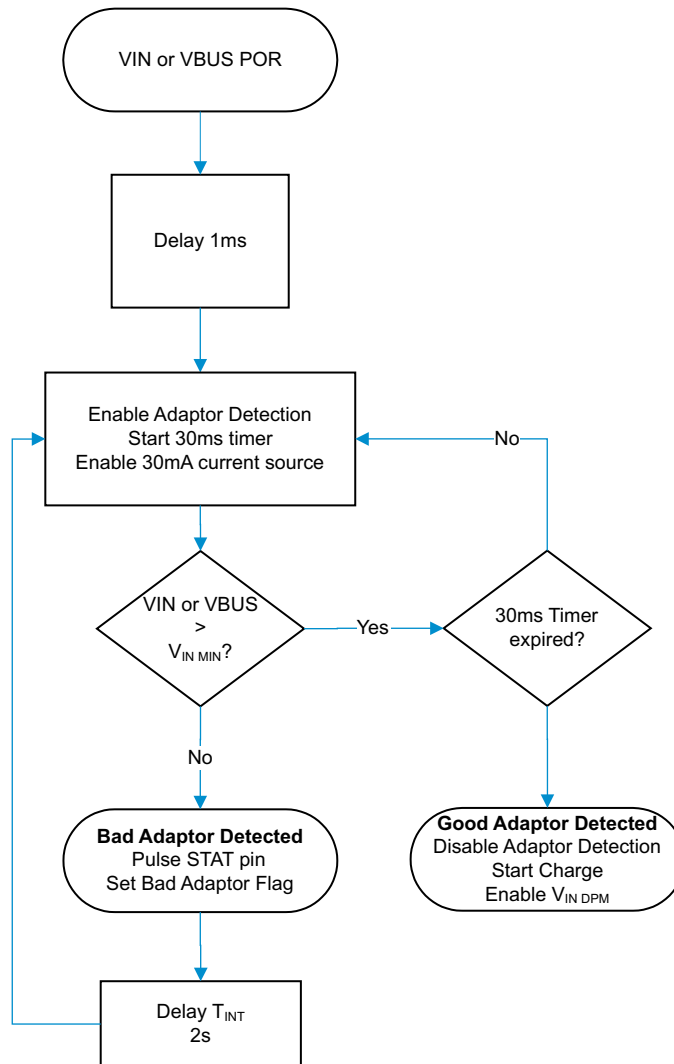 VIN or VBUS POR
Delay 1ms
Enable Adaptor Detection
Start 30ms timer
Enable 30mA current source
No
VIN or VBUS
>
VIN MIN?
Yes
30ms Timer
expired?
No
Bad Adaptor Detected
Pulse STAT pin
Set Bad Adaptor Flag
Good Adaptor Detected
Disable Adaptor Detection
Start Charge
Enable VIN DPM
Delay TINT
2s